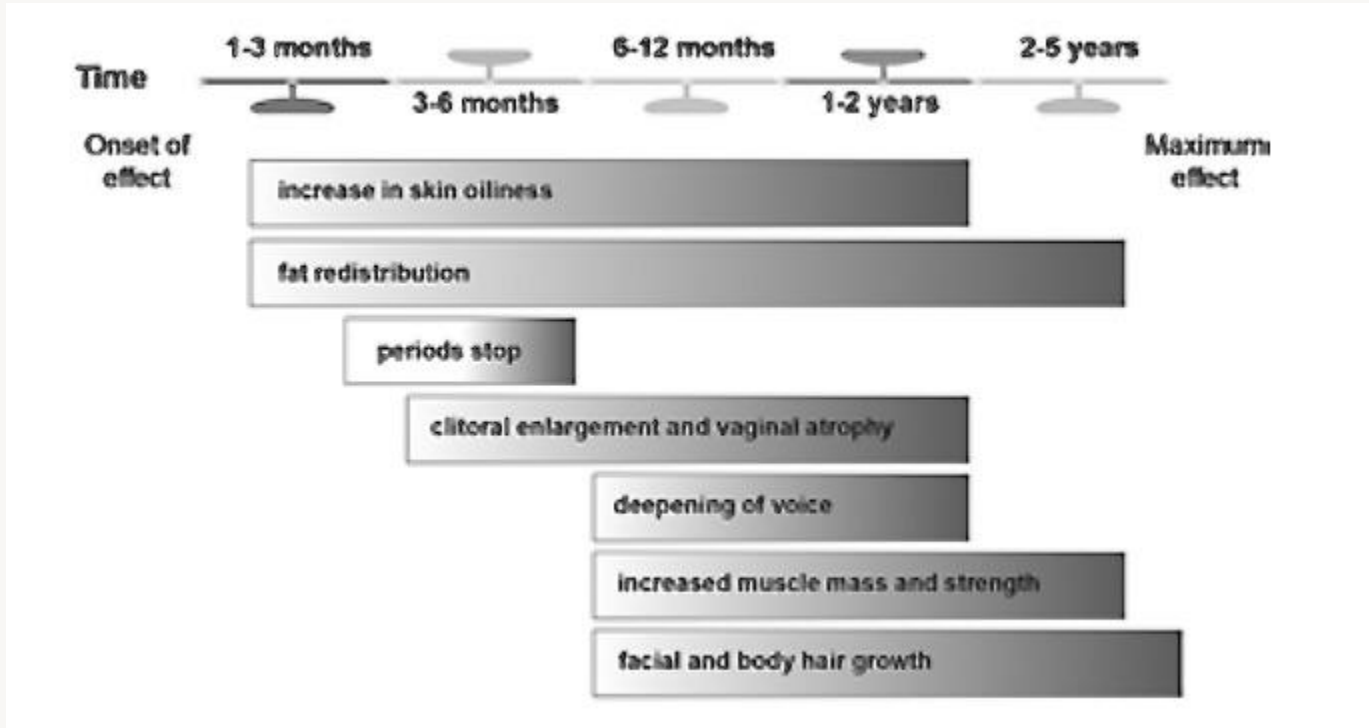 1-3 months
6-12 months
2-5 years
Time
3-6 months
1-2 years
Onset of
effect
Maximum
effect
increase in skin oiliness
fat redistribution
periods stop
clitoral enlargement and vaginal atrophy
deepening of voice
increased muscle mass and strength
facial and body hair growth